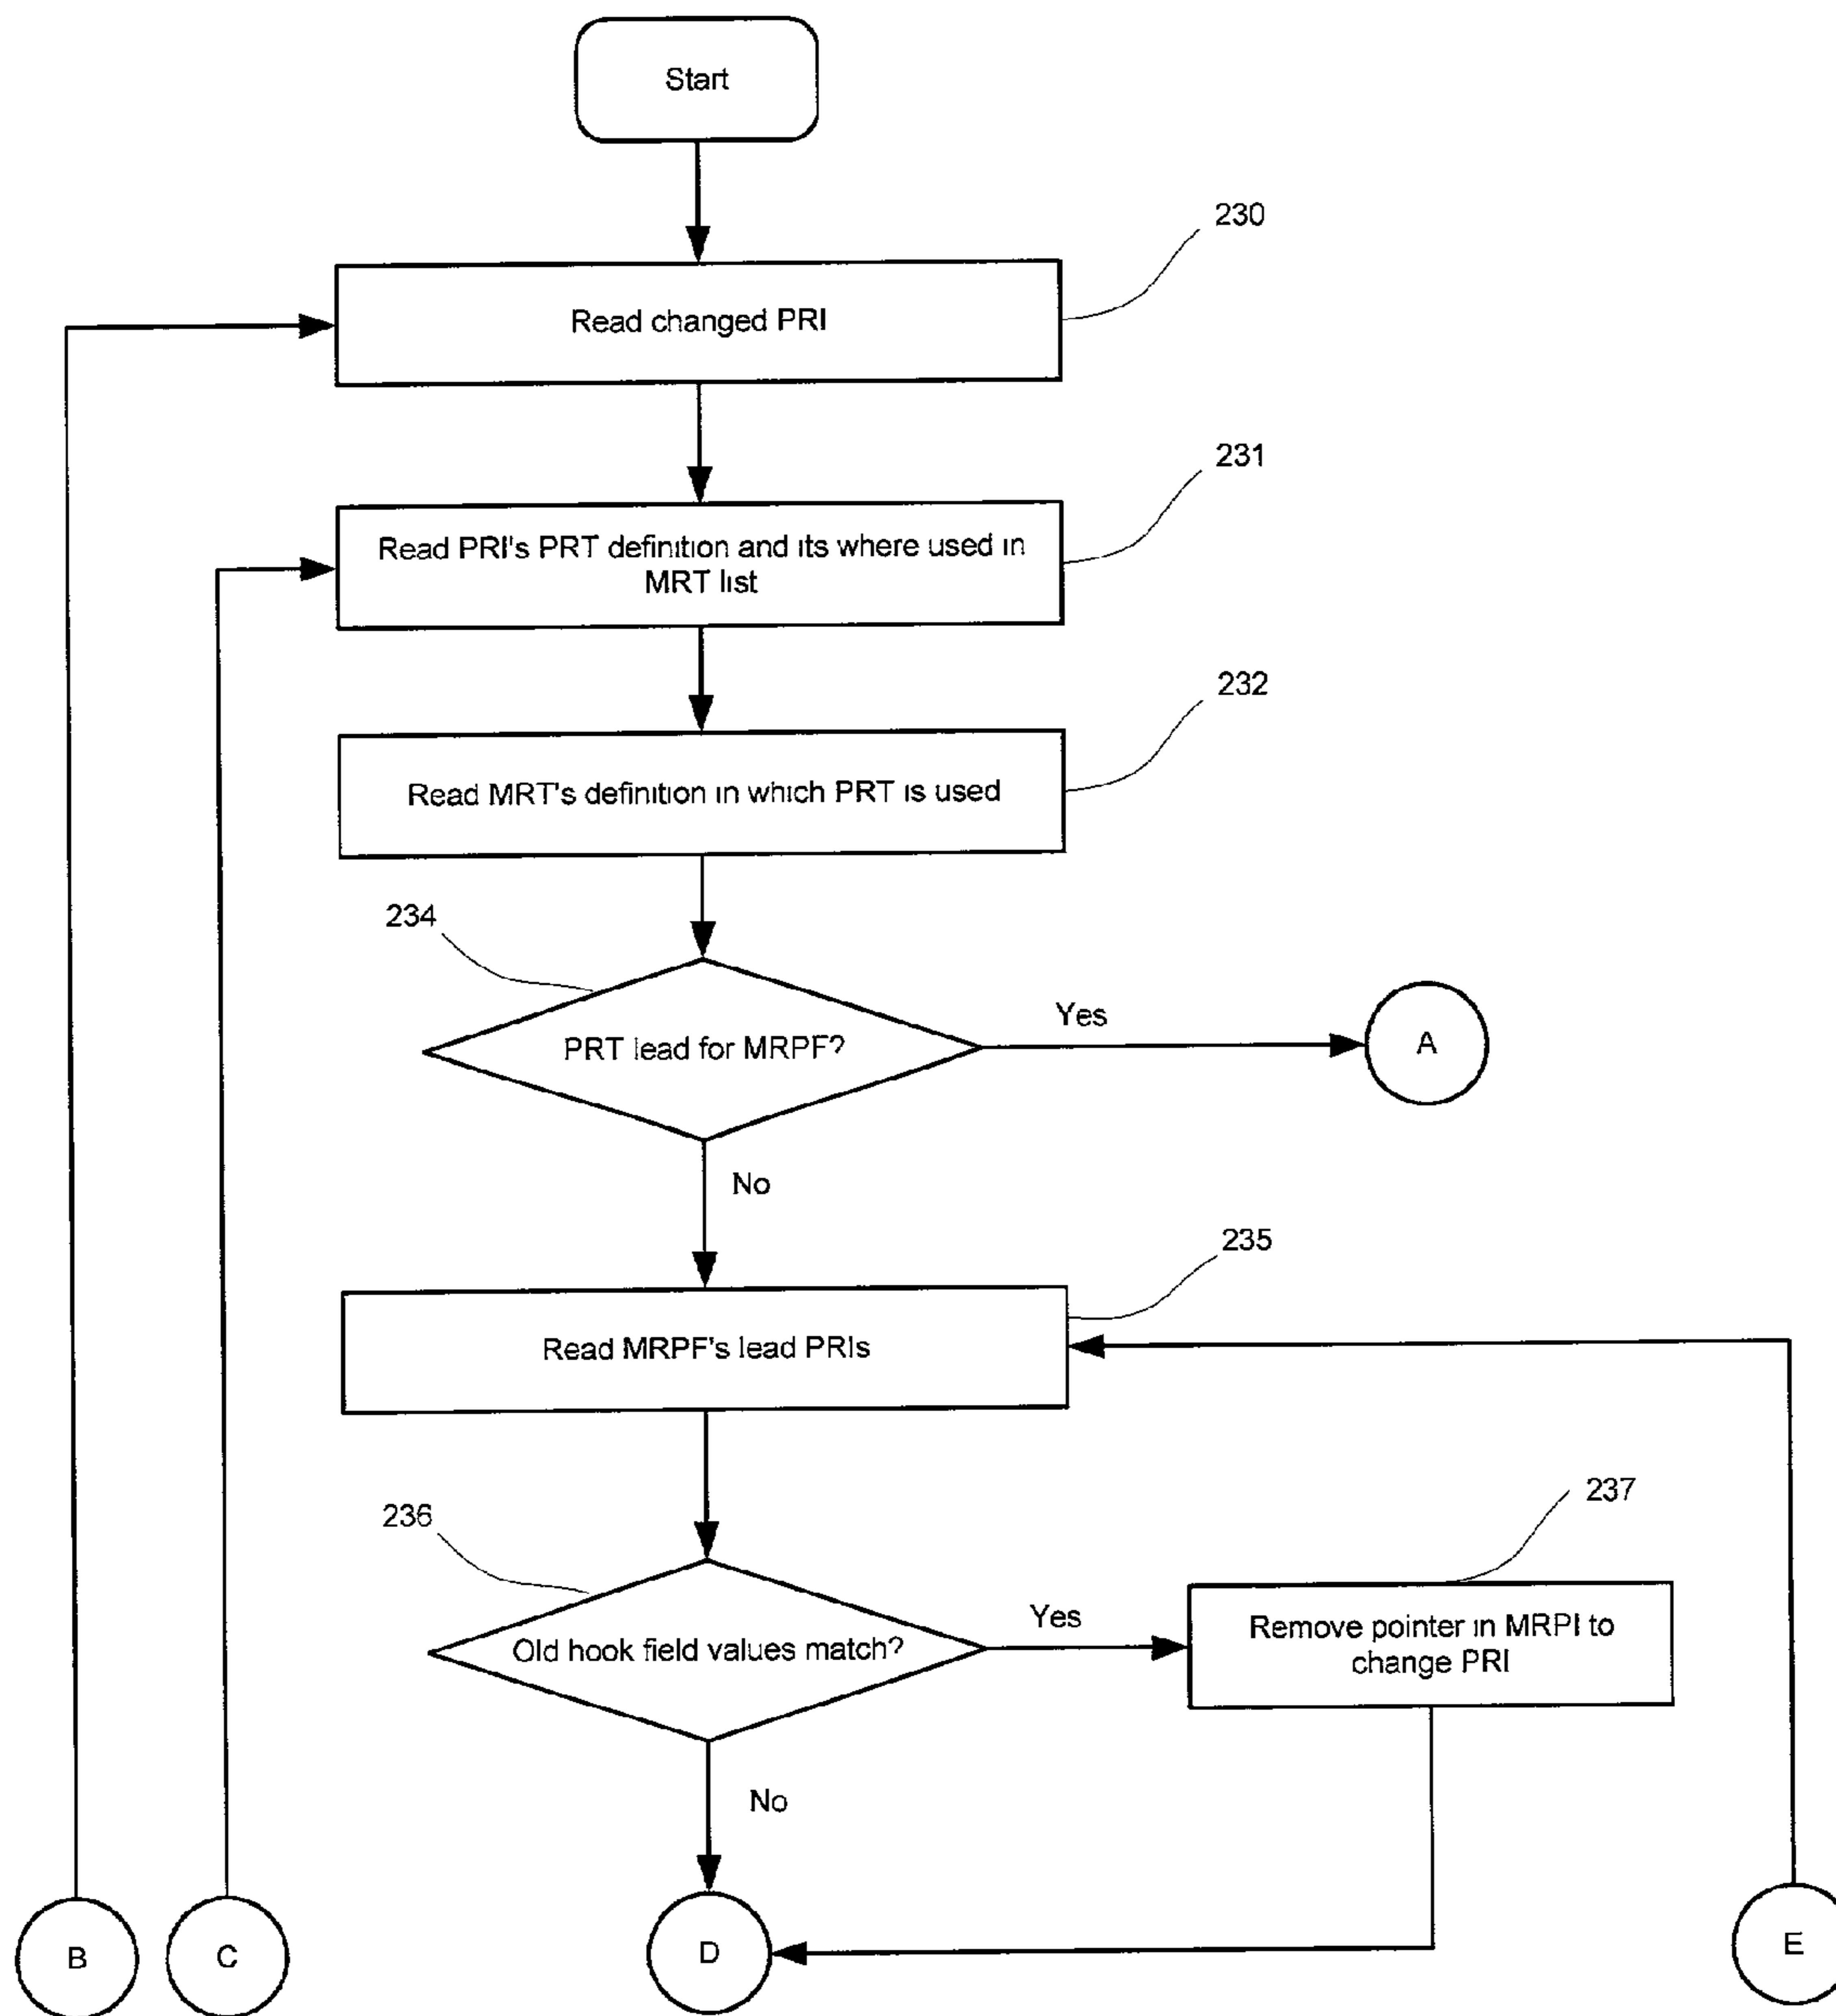 Start
230
Read changed PRI
231
Read PRI's PRT definition and its where used in
MRT list
232
Read MRT's definition in which PRT is used
234
PRT lead for MRPF?
Yes
A
No
235
Read MRPF's lead PRIs
236
Old hook field values match?
Yes
237
Remove pointer in MRPI to
change PRI
No
B
C
D
E